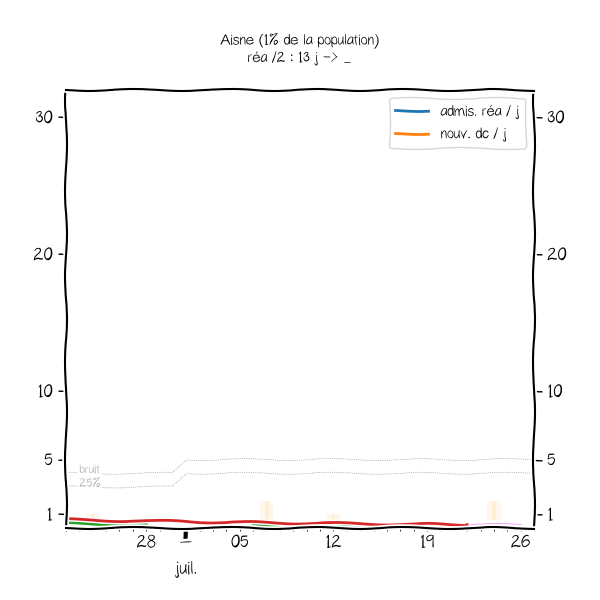 Aisne (1% de la population)
réa /2 : 13 j -> _
admis. réa / j
nouv. dc / j
30
30
20
20
10
10
5
5
bruit
25%
1
1
28
1
05
12
19
26
juil.